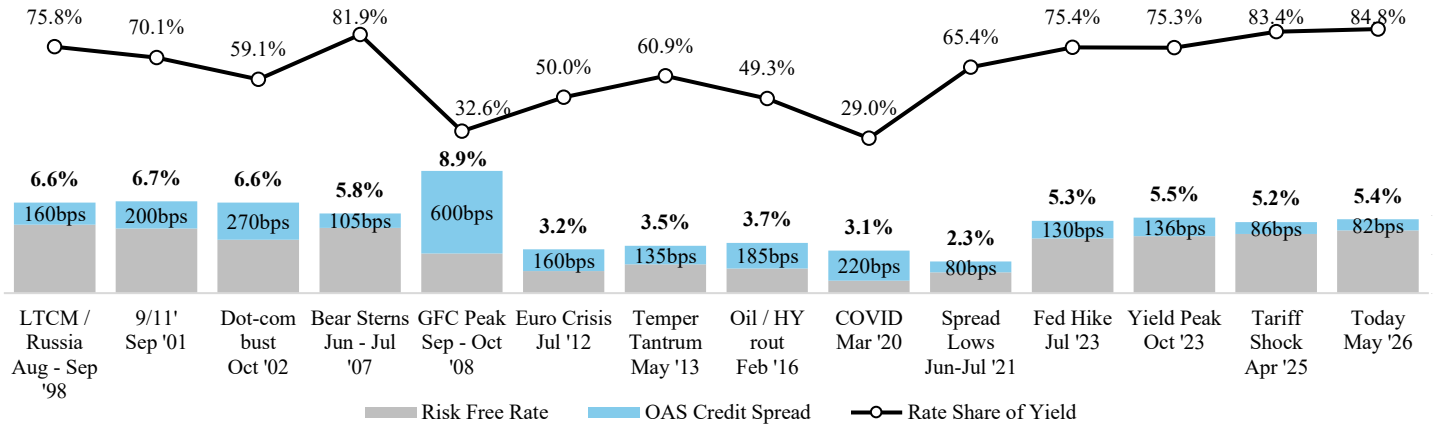 75.8%
70.1%
59.1%
81.9%
32.6%
50.0%
60.9%
49.3%
29.0%
65.4%
75.4%
75.3%
83.4%
84.8%
6.6%
6.7%
6.6%
5.8%
8.9%
3.2%
3.5%
3.7%
3.1%
2.3%
5.3%
5.5%
5.2%
5.4%
160bps
200bps
270bps
105bps
600bps
160bps
135bps
185bps
220bps
80bps
130bps
136bps
86bps
82bps
LTCM /
Russia
Aug - Sep
'98
9/11'
Sep '01
Dot-com
bust
Oct '02
Bear Sterns
Jun - Jul
'07
GFC Peak
Sep - Oct
'08
Euro Crisis
Jul '12
Temper
Tantrum
May '13
Oil / HY
rout
Feb '16
COVID
Mar '20
Spread
Lows
Jun-Jul '21
Fed Hike
Jul '23
Yield Peak
Oct '23
Tariff
Shock
Apr '25
Today
May '26
Risk Free Rate
OAS Credit Spread
Rate Share of Yield